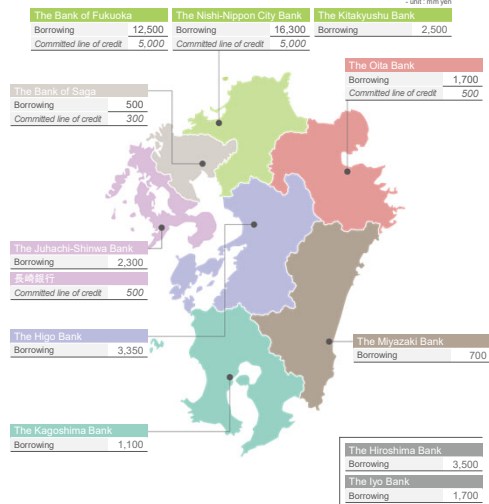 - unit : mm yen
The Bank of Fukuoka
Borrowing 12,500
Committed line of credit 5,000
The Nishi-Nippon City Bank
Borrowing 16,300
Committed line of credit 5,000
The Kitakyushu Bank
Borrowing 2,500
The Oita Bank
Borrowing 1,700
Committed line of credit 500
The Bank of Saga
Borrowing 500
Committed line of credit 300
The Juhachi-Shinwa Bank
Borrowing 2,300
長崎銀行
Committed line of credit 500
The Higo Bank
Borrowing 3,350
The Miyazaki Bank
Borrowing 700
The Kagoshima Bank
Borrowing 1,100
The Hiroshima Bank
Borrowing 3,500
The Iyo Bank
Borrowing 1,700